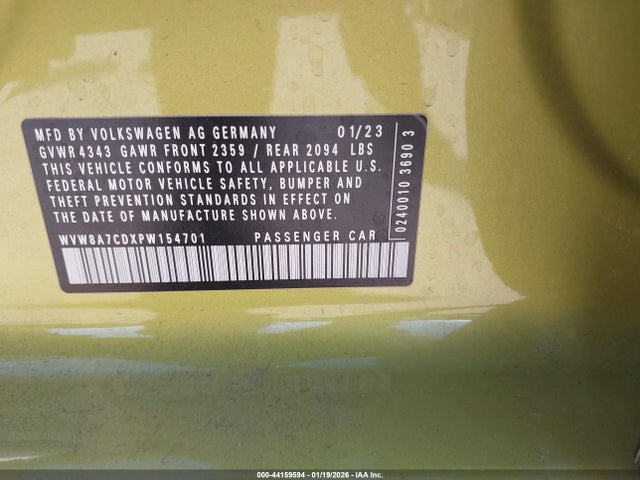 MFD BY VOLKSWAGEN AG GERMANY 01/23
GVWR 4343 GAWR FRONT 2359 / REAR 2094 LBS
THIS VEHICLE CONFORMS TO ALL APPLICABLE U.S.
FEDERAL MOTOR VEHICLE SAFETY, BUMPER AND
THEFT PREVENTION STANDARDS IN EFFECT ON
THE DATE OF MANUFACTURE SHOWN ABOVE.
WVW8A7CDXPW154701 PASSENGER CAR
0240010 3690 3
000-44159594 - 01/19/2026 - IAA Inc.